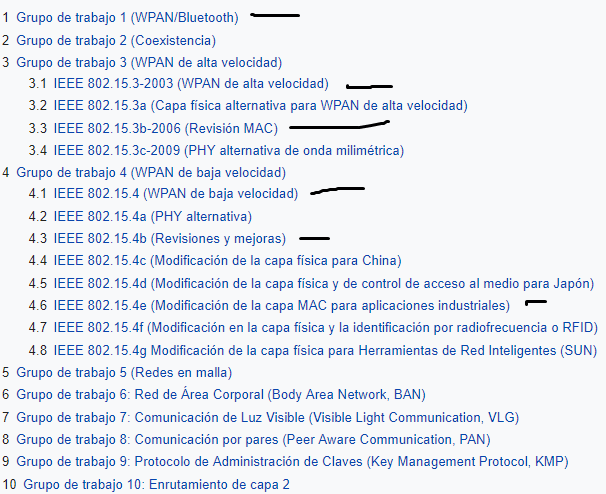 1 Grupo de trabajo 1 (WPAN/Bluetooth)
2 Grupo de trabajo 2 (Coexistencia)
3 Grupo de trabajo 3 (WPAN de alta velocidad)
3.1 IEEE 802.15.3-2003 (WPAN de alta velocidad)
3.2 IEEE 802.15.3a (Capa física alternativa para WPAN de alta velocidad)
3.3 IEEE 802.15.3b-2006 (Revisión MAC)
3.4 IEEE 802.15.3c-2009 (PHY alternativa de onda milimétrica)
4 Grupo de trabajo 4 (WPAN de baja velocidad)
4.1 IEEE 802.15.4 (WPAN de baja velocidad)
4.2 IEEE 802.15.4a (PHY alternativa)
4.3 IEEE 802.15.4b (Revisiones y mejoras)
4.4 IEEE 802.15.4c (Modificación de la capa física para China)
4.5 IEEE 802.15.4d (Modificación de la capa física y de control de acceso al medio para Japón)
4.6 IEEE 802.15.4e (Modificación de la capa MAC para aplicaciones industriales)
4.7 IEEE 802.15.4f (Modificación en la capa física y la identificación por radiofrecuencia o RFID)
4.8 IEEE 802.15.4g Modificación de la capa física para Herramientas de Red Inteligentes (SUN)
5 Grupo de trabajo 5 (Redes en malla)
6 Grupo de trabajo 6: Red de Área Corporal (Body Area Network, BAN)
7 Grupo de trabajo 7: Comunicación de Luz Visible (Visible Light Communication, VLG)
8 Grupo de trabajo 8: Comunicación por pares (Peer Aware Communication, PAN)
9 Grupo de trabajo 9: Protocolo de Administración de Claves (Key Management Protocol, KMP)
10 Grupo de trabajo 10: Enrutamiento de capa 2